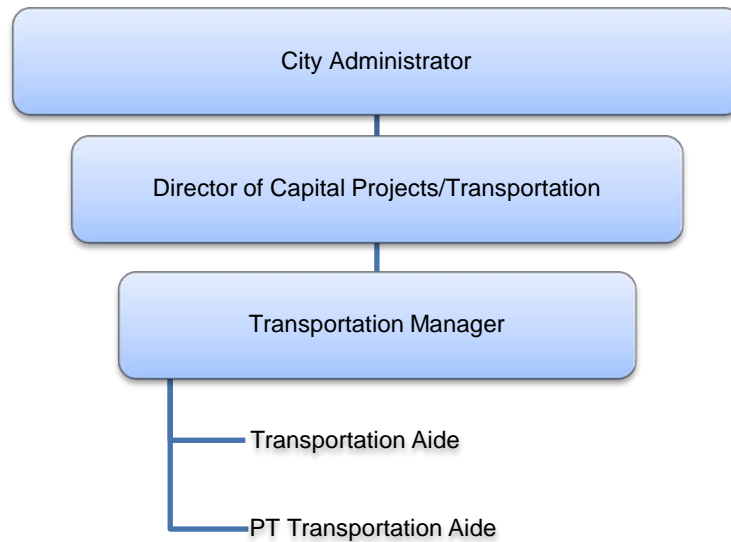 City Administrator
Director of Capital Projects/Transportation
Transportation Manager
Transportation Aide
PT Transportation Aide